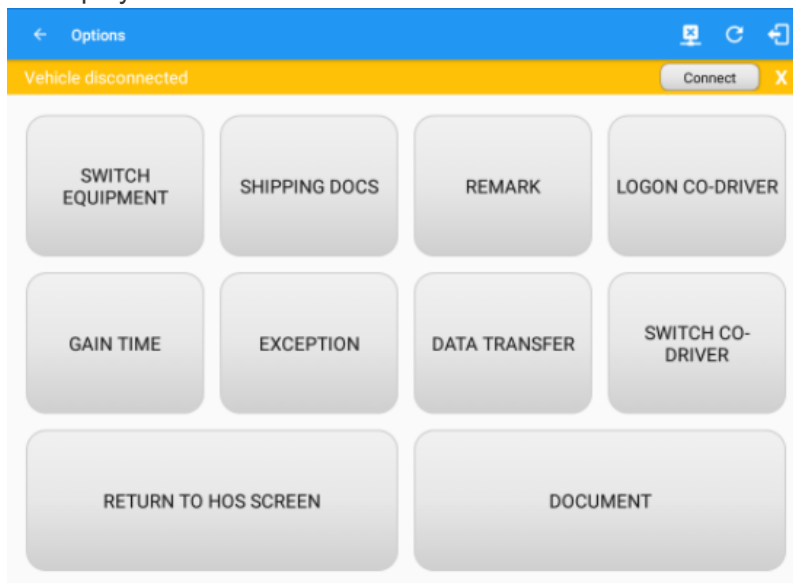 Options
Vehicle disconnected
Connect
X
SWITCH
EQUIPMENT
SHIPPING DOCS
REMARK
LOGON CO-DRIVER
GAIN TIME
EXCEPTION
DATA TRANSFER
SWITCH CO-
DRIVER
RETURN TO HOS SCREEN
DOCUMENT